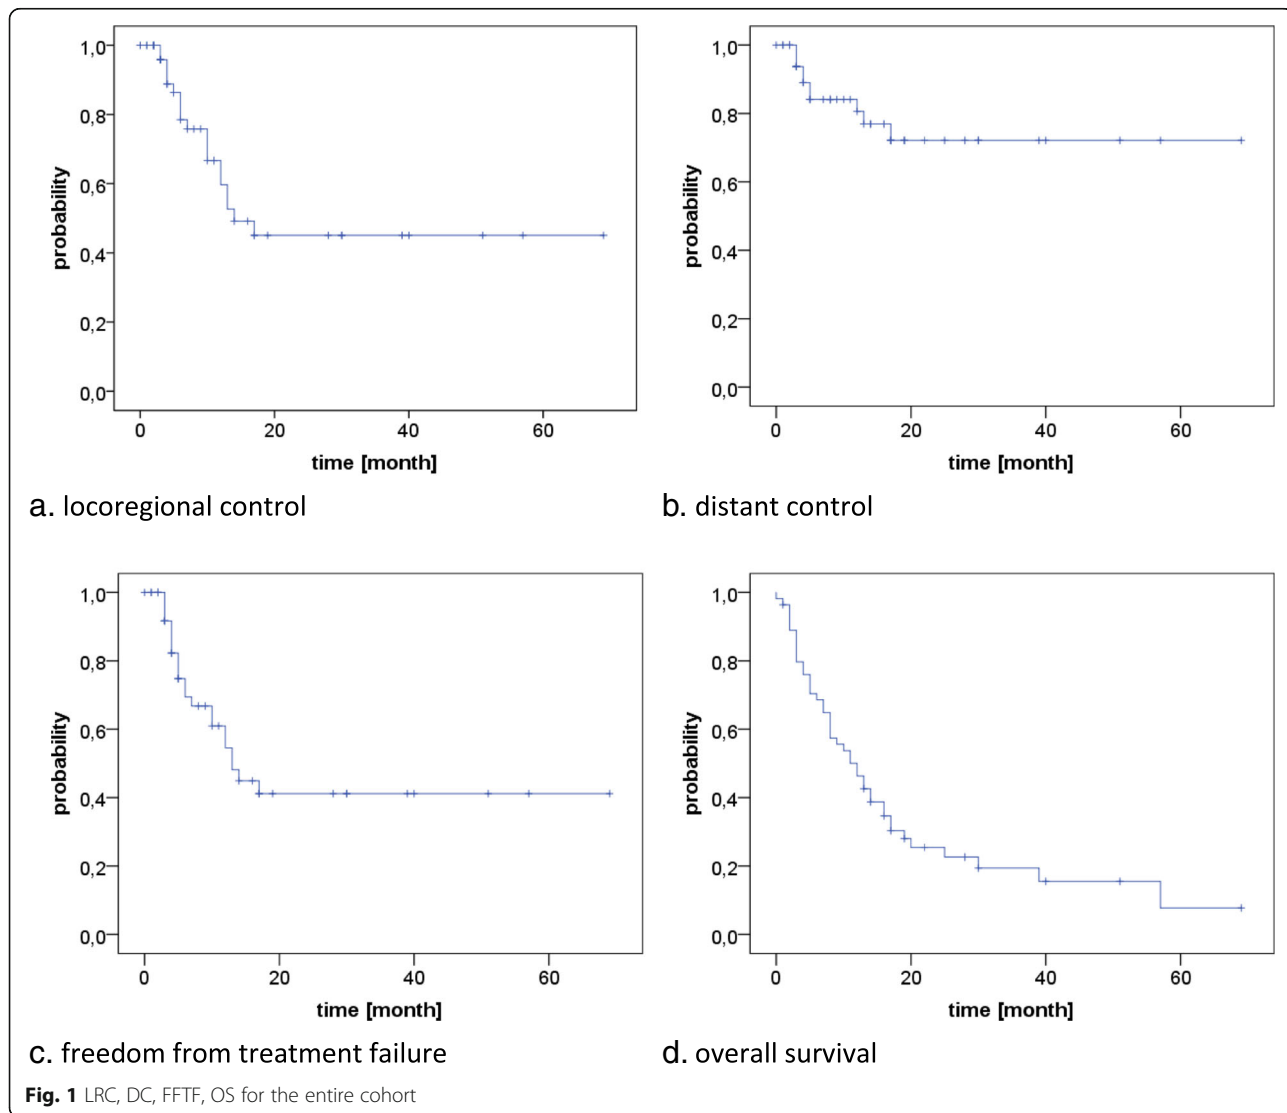 1,0
0,8
0,6
0,4
0,2
0,0
probability
0 20 40 60
time [month]
a. locoregional control
1,0
0,8
0,6
0,4
0,2
0,0
probability
0 20 40 60
time [month]
b. distant control
1,0
0,8
0,6
0,4
0,2
0,0
probability
0 20 40 60
time [month]
c. freedom from treatment failure
1,0
0,8
0,6
0,4
0,2
0,0
probability
0 20 40 60
time [month]
d. overall survival
Fig. 1 LRC, DC, FFTF, OS for the entire cohort